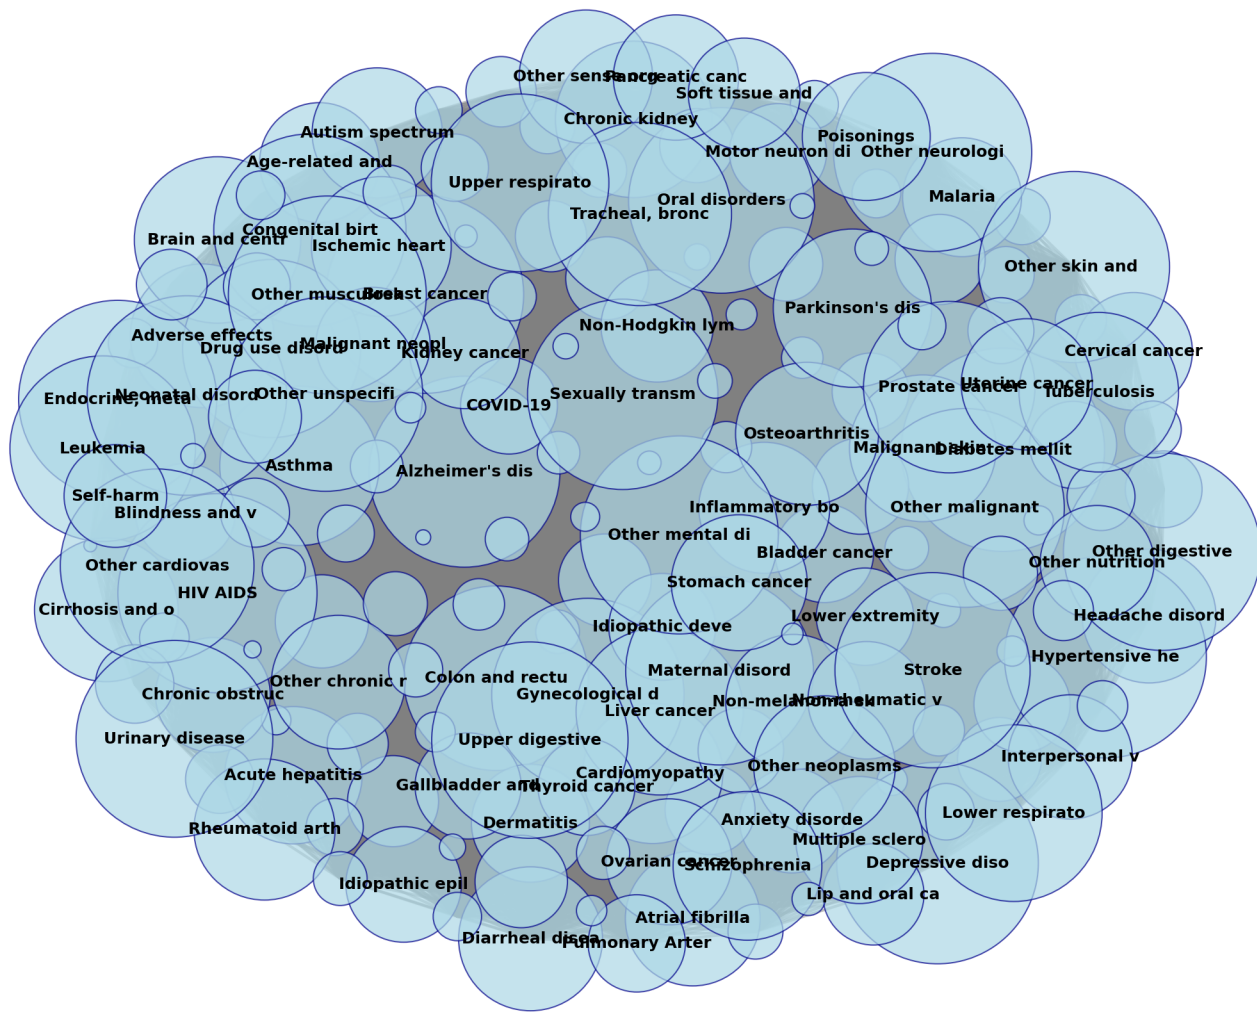 Other sense org
Pancreatic canc
Soft tissue and
Chronic kidney
Autism spectrum
Poisonings
Motor neuron di
Other neurologi
Age-related and
Upper respirato
Malaria
Oral disorders
Tracheal, bronc
Congenital birt
Brain and centr
Ischemic heart
Other skin and
Other musculosk
Breast cancer
Parkinson's dis
Non-Hodgkin lym
Adverse effects
Malignant neopl
Drug use disord
Kidney cancer
Cervical cancer
Uterine cancer
Prostate cancer
Tuberculosis
Endocrine, meta
Neonatal disord
Other unspecifi
Sexually transm
COVID-19
Osteoarthritis
Leukemia
Malignant skin
Diabetes mellit
Asthma
Alzheimer's dis
Self-harm
Blindness and v
Inflammatory bo
Other malignant
Other mental di
Bladder cancer
Other digestive
Other nutrition
Other cardiovas
Stomach cancer
HIV AIDS
Cirrhosis and o
Lower extremity
Headache disord
Idiopathic deve
Hypertensive he
Maternal disord
Stroke
Colon and rectu
Other chronic r
Chronic obstruc
Gynecological d
Non-melanoma sk
Non-rheumatic v
Liver cancer
Urinary disease
Upper digestive
Interpersonal v
Other neoplasms
Acute hepatitis
Cardiomyopathy
Gallbladder and
Thyroid cancer
Lower respirato
Dermatitis
Anxiety disorde
Rheumatoid arth
Multiple sclero
Ovarian cancer
Schizophrenia
Depressive diso
Idiopathic epil
Lip and oral ca
Atrial fibrilla
Diarrheal disea
Pulmonary Arter